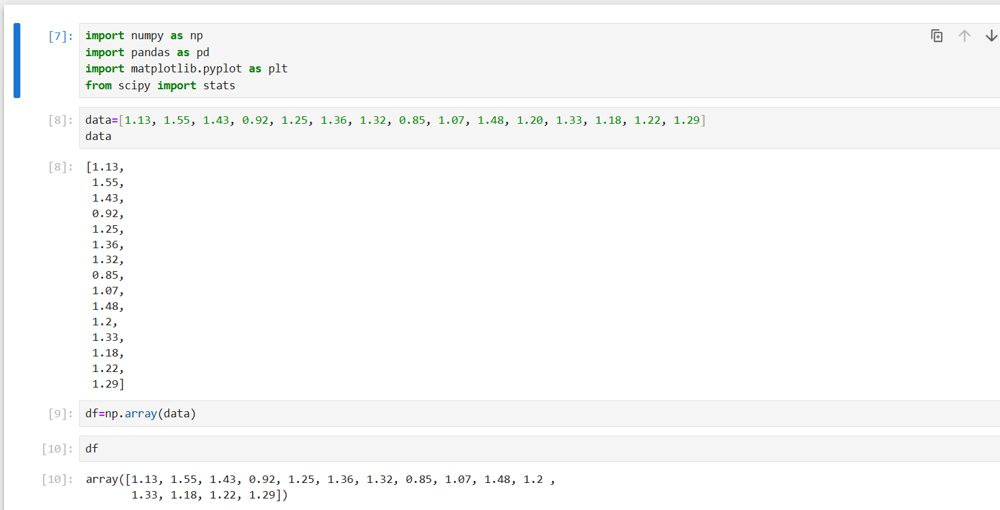 [7]: import numpy as np
import pandas as pd
import matplotlib.pyplot as plt
from scipy import stats
[8]: data=[1.13, 1.55, 1.43, 0.92, 1.25, 1.36, 1.32, 0.85, 1.07, 1.48, 1.20, 1.33, 1.18, 1.22, 1.29]
data
[8]: [1.13,
1.55,
1.43,
0.92,
1.25,
1.36,
1.32,
0.85,
1.07,
1.48,
1.2,
1.33,
1.18,
1.22,
1.29]
[9]: df=np.array(data)
[10]: df
[10]: array([1.13, 1.55, 1.43, 0.92, 1.25, 1.36, 1.32, 0.85, 1.07, 1.48, 1.2 ,
1.33, 1.18, 1.22, 1.29])